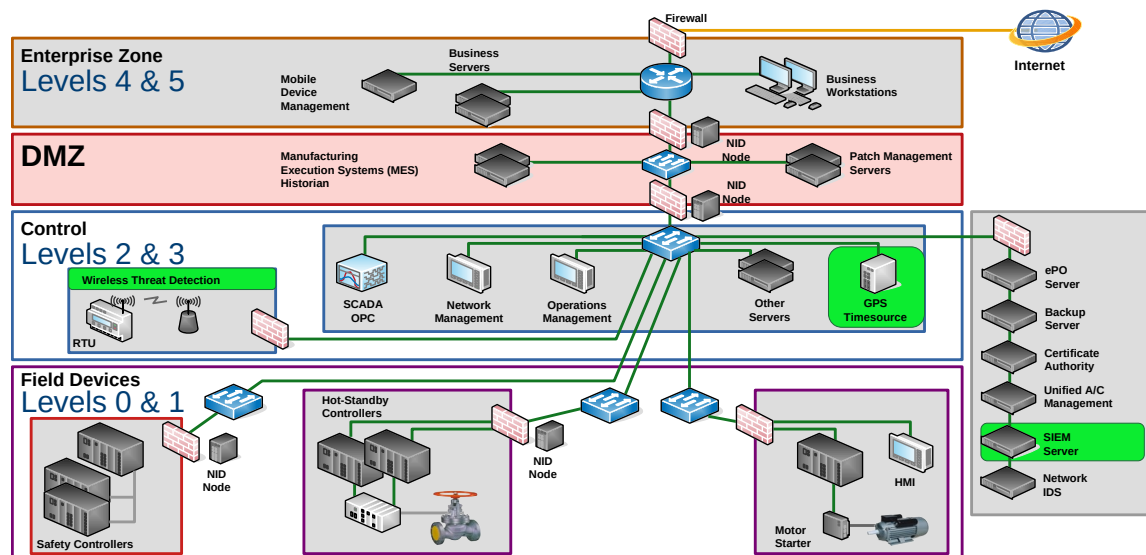 Firewall
Internet
Enterprise Zone
Levels 4 & 5
Mobile
Device
Management
Business
Servers
Business
Workstations
DMZ
Manufacturing
Execution Systems (MES)
Historian
NID
Node
Patch Management
Servers
NID
Node
Control
Levels 2 & 3
Wireless Threat Detection
RTU
SCADA
OPC
Network
Management
Operations
Management
Other
Servers
GPS
Timesource
ePO
Server
Backup
Server
Certificate
Authority
Unified A/C
Management
SIEM
Server
Network
IDS
Field Devices
Levels 0 & 1
Safety Controllers
NID
Node
Hot-Standby
Controllers
NID
Node
HMI
Motor
Starter